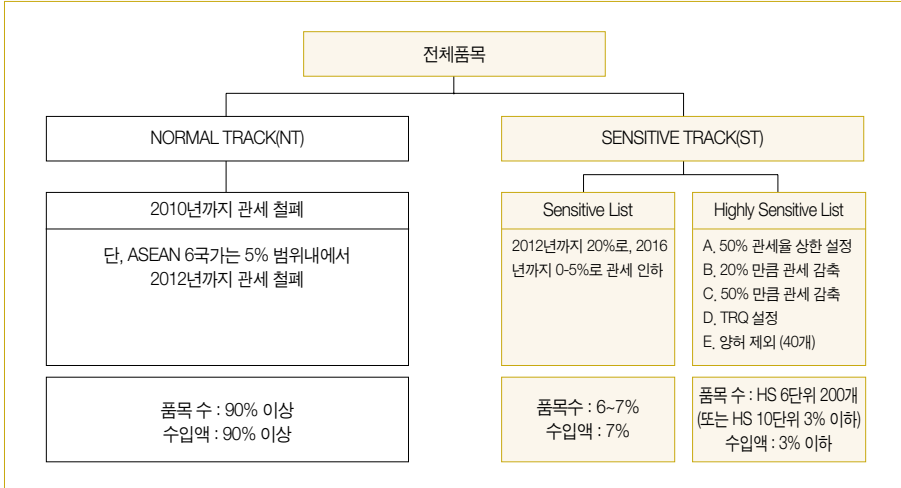 전체품목
NORMAL TRACK(NT)
2010년까지 관세 철폐
단, ASEAN 6국가는 5% 범위내에서
2012년까지 관세 철폐
품목 수 : 90% 이상
수입액 : 90% 이상
SENSITIVE TRACK(ST)
Sensitive List
2012년까지 20%로, 2016
년까지 0-5%로 관세 인하
품목수 : 6~7%
수입액 : 7%
Highly Sensitive List
A. 50% 관세율 상한 설정
B. 20% 만큼 관세 감축
C. 50% 만큼 관세 감축
D. TRQ 설정
E. 양허 제외 (40개)
품목 수 : HS 6단위 200개
(또는 HS 10단위 3% 이하)
수입액 : 3% 이하